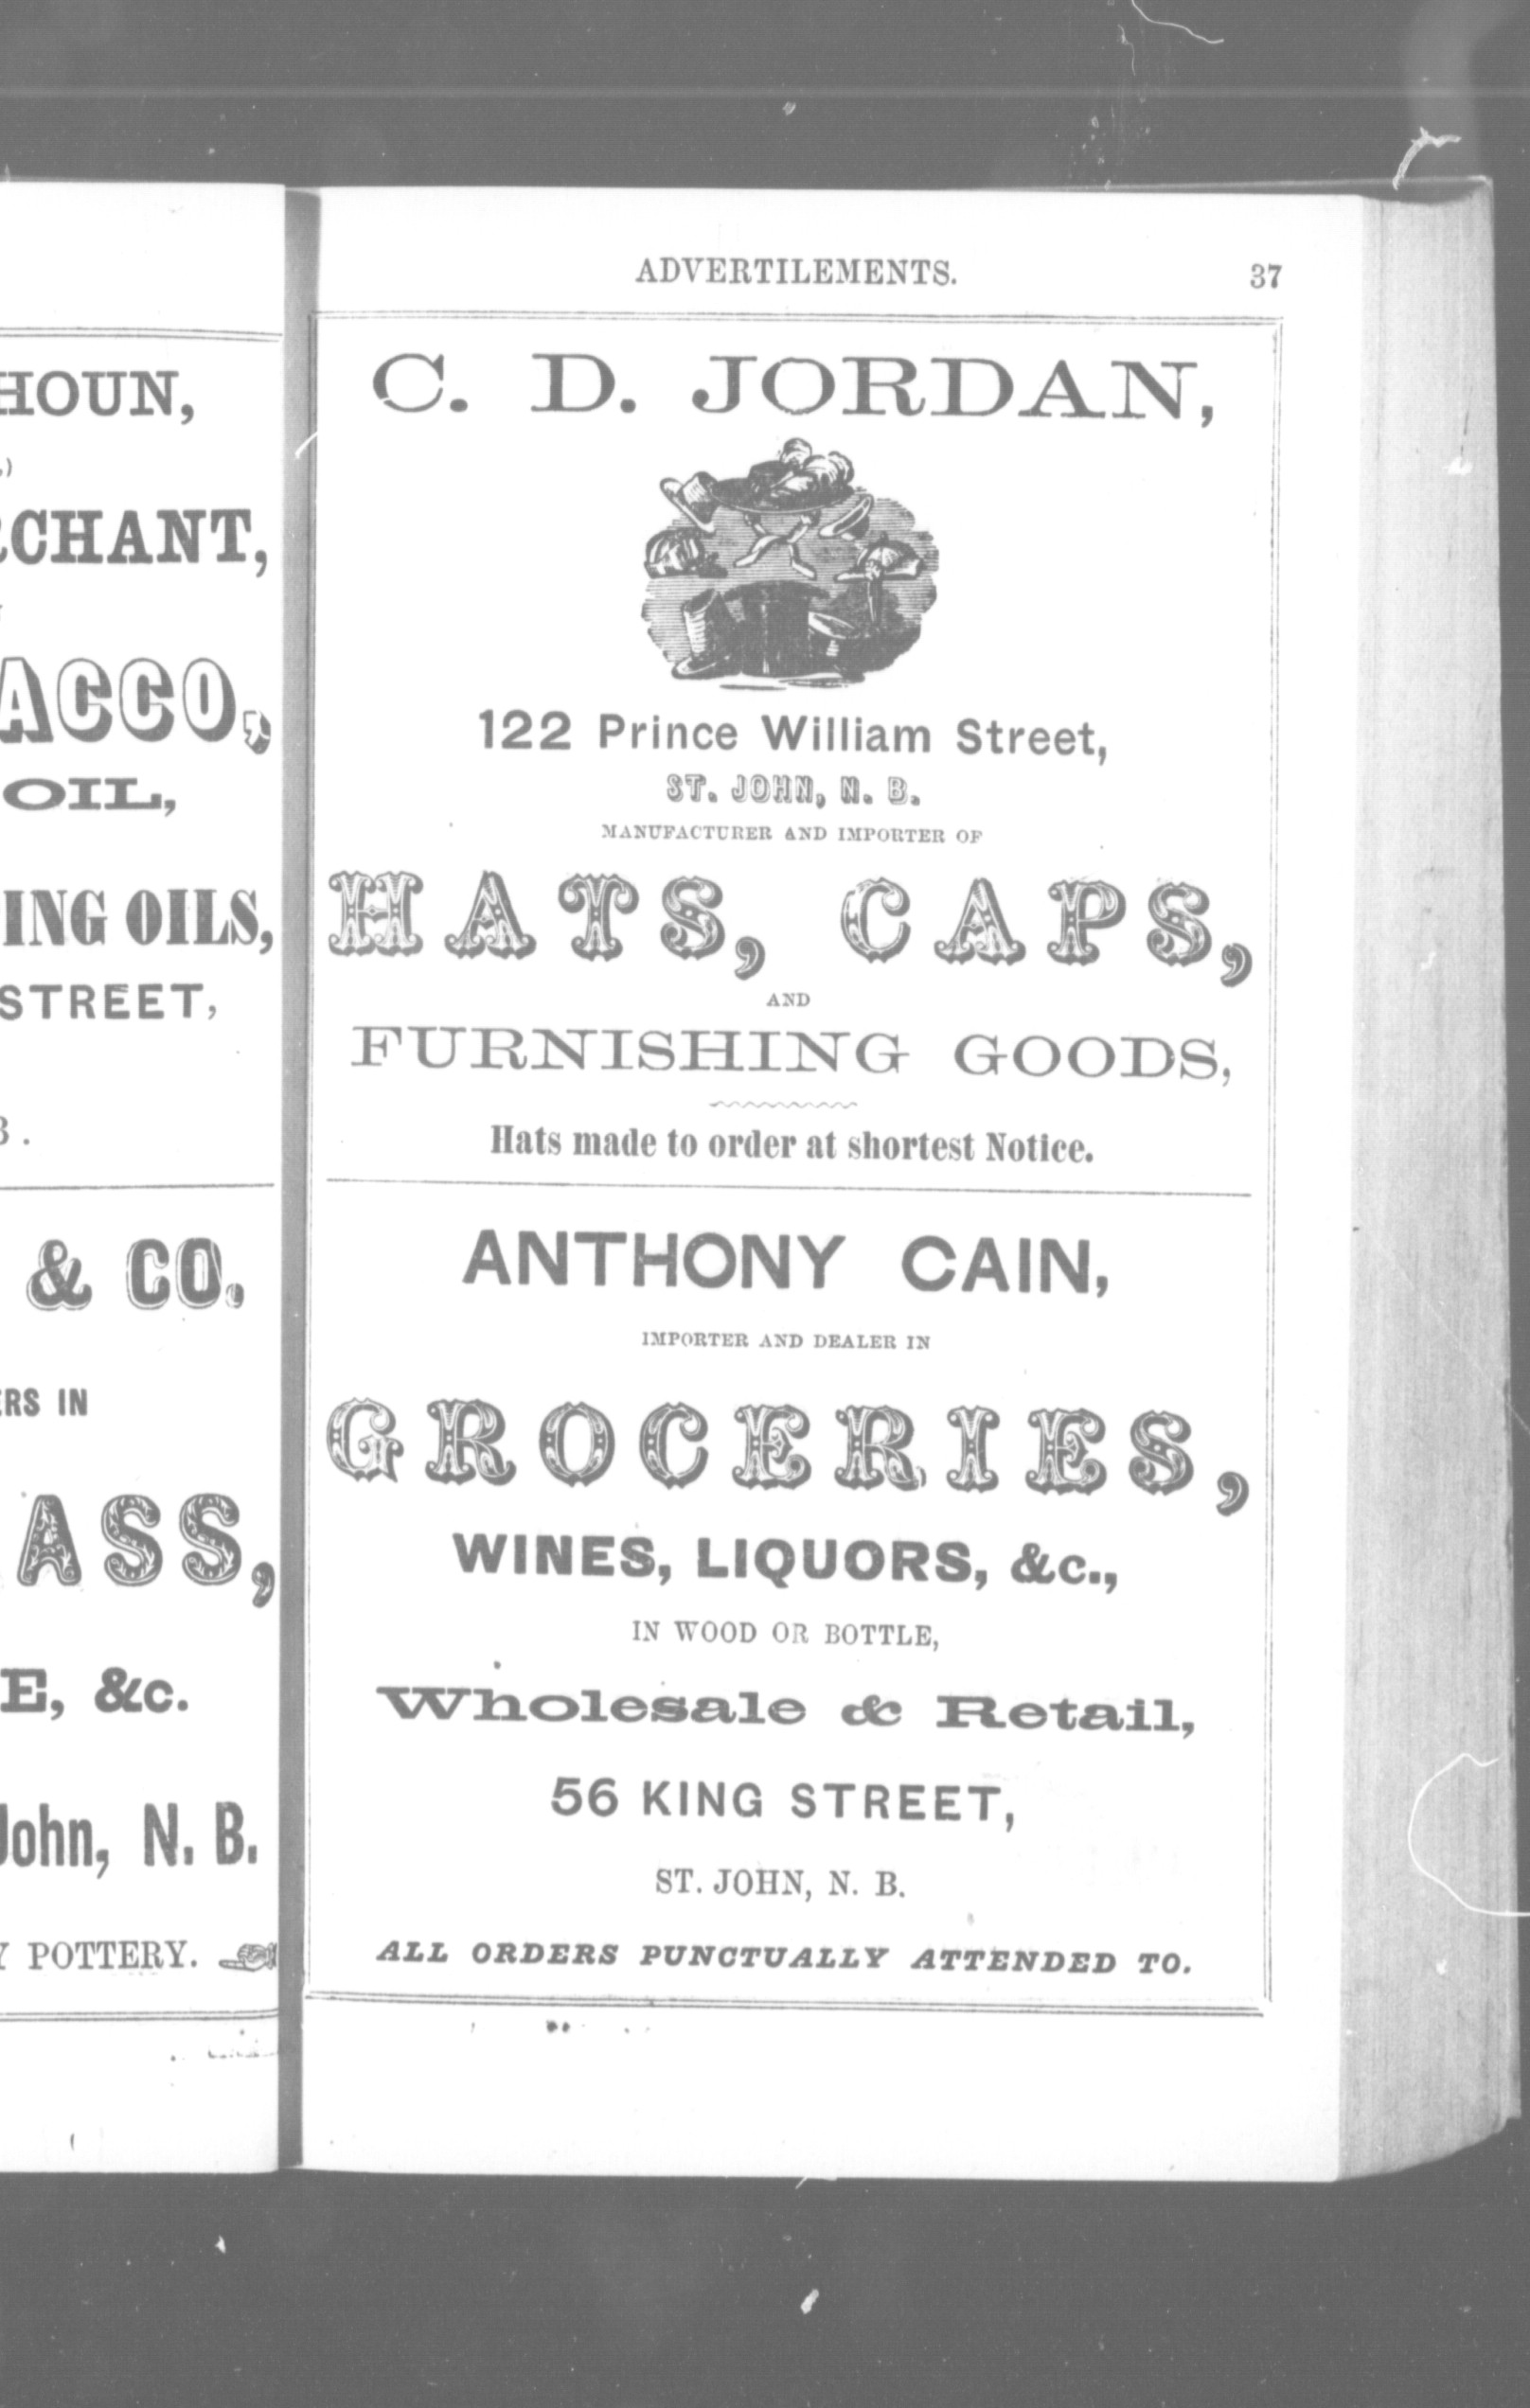 HOUN,
CHANT,
ACCO,
OIL,
ING OILS,
STREET,
B.
& CO.
ERS IN
ASS,
E, &c.
John, N. B.
Y POTTERY.
ADVERTILEMENTS. 37
C. D. JORDAN,
122 Prince William Street,
ST. JOHN, N. B.
MANUFACTURER AND IMPORTER OF
HATS, CAPS,
AND
FURNISHING GOODS,
Hats made to order at shortest Notice.
ANTHONY CAIN,
IMPORTER AND DEALER IN
GROCERIES,
WINES, LIQUORS, &c.,
IN WOOD OR BOTTLE,
Wholesale & Retail,
56 KING STREET,
ST. JOHN, N. B.
ALL ORDERS PUNCTUALLY ATTENDED TO.